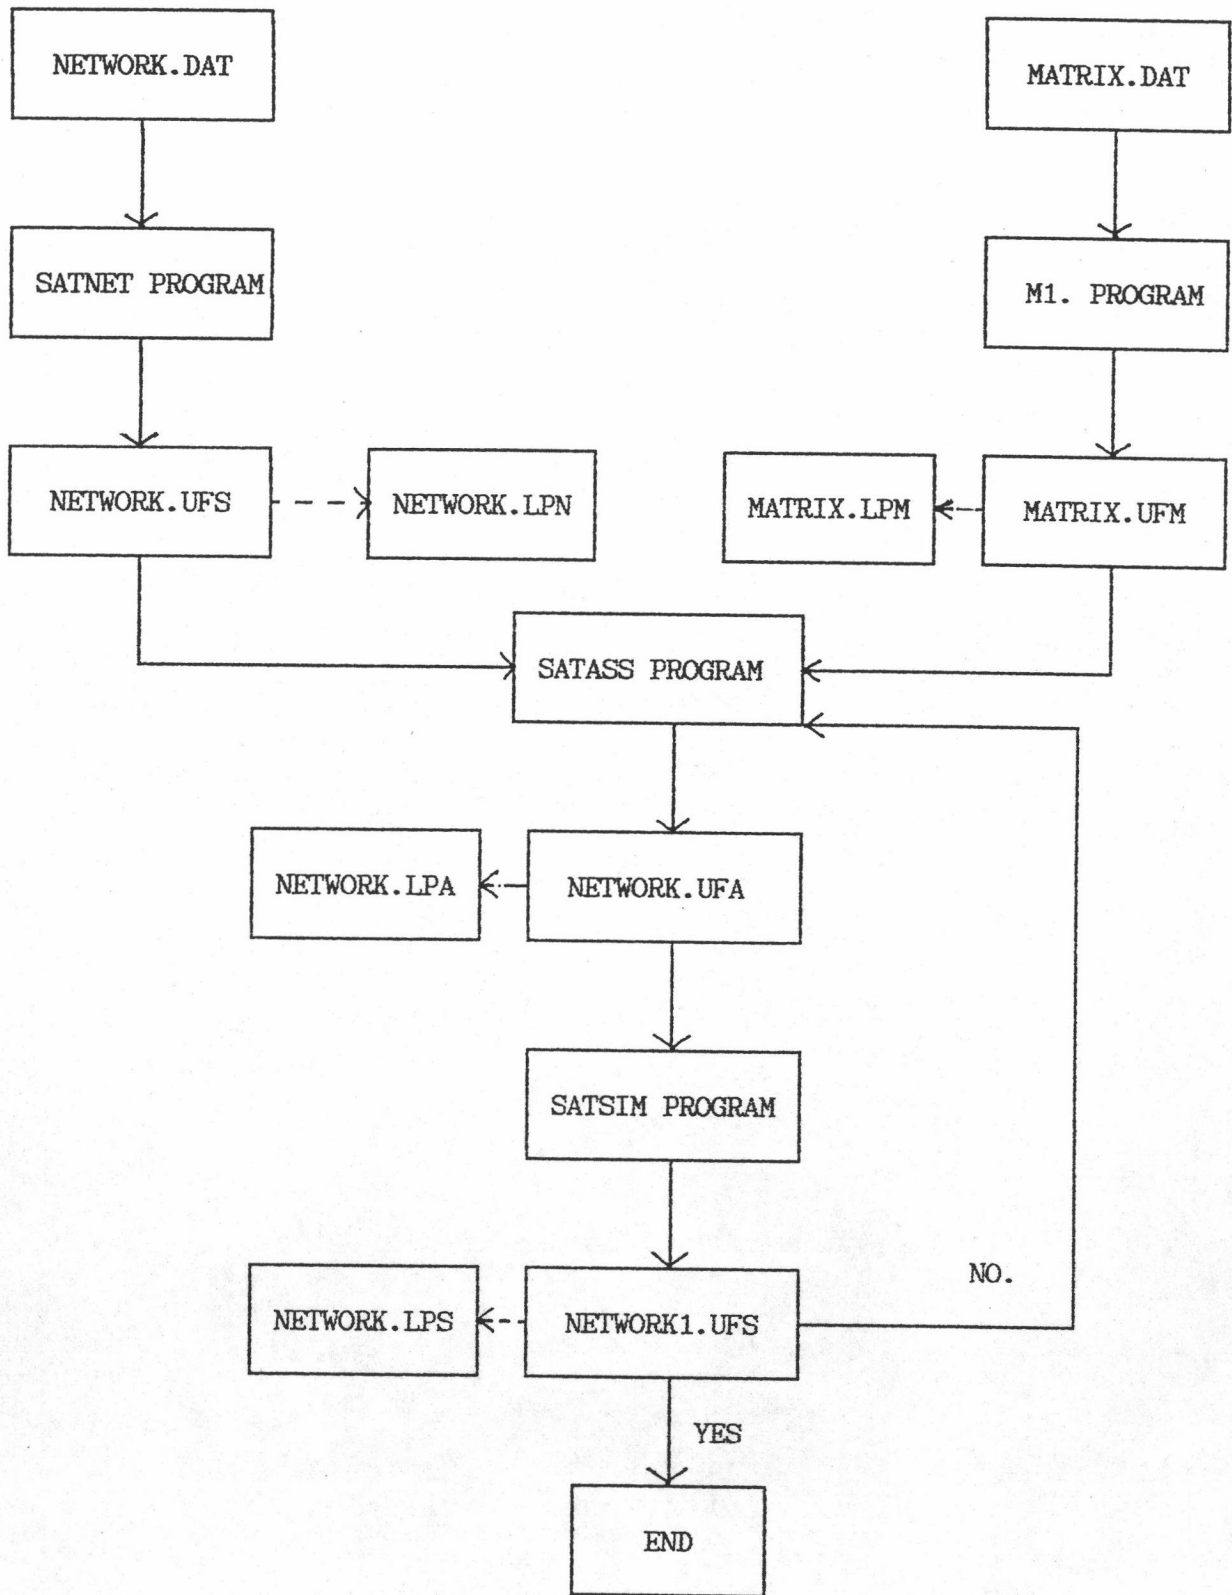 NETWORK.DAT
MATRIX.DAT
SATNET PROGRAM
M1. PROGRAM
NETWORK.UFS
NETWORK.LPN
MATRIX.LPM
MATRIX.UFM
SATASS PROGRAM
NETWORK.LPA
NETWORK.UFA
SATSIM PROGRAM
NO.
NETWORK.LPS
NETWORK1.UFS
YES
END